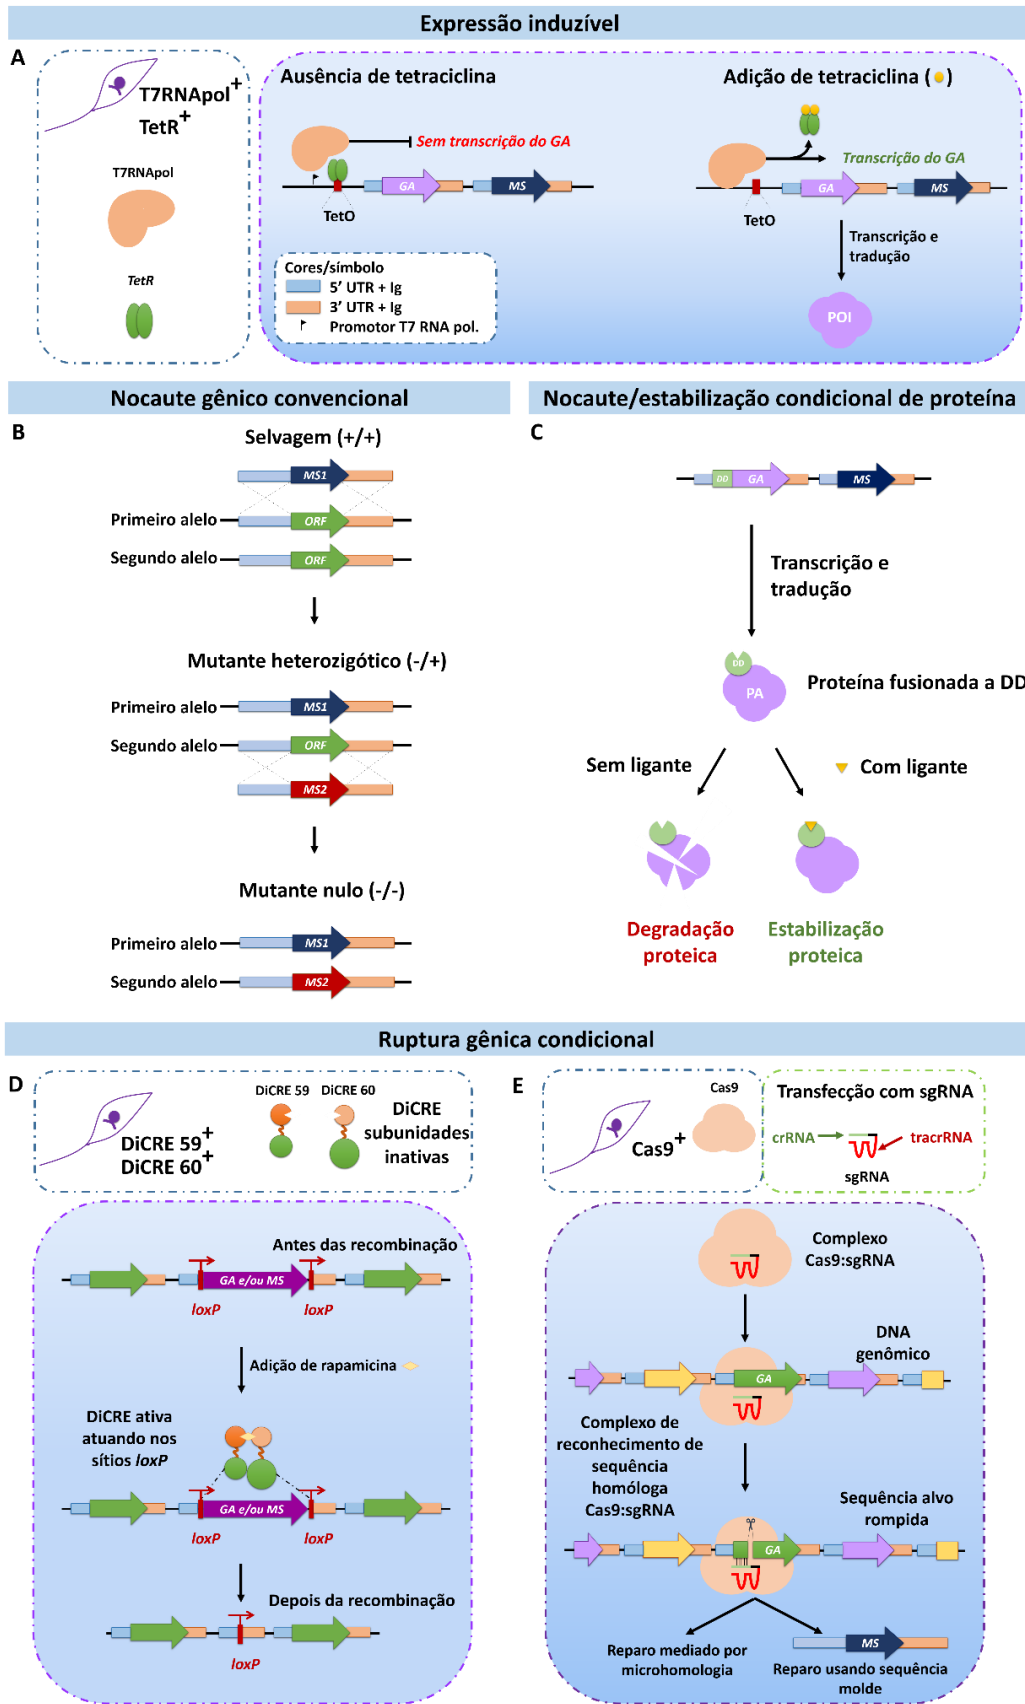 Expressão induzível
A
T7RNApol+
TetR+
T7RNApol
TetR
Ausência de tetraciclina
Sem transcrição do GA
GA
MS
TetO
Cores/símbolo
5' UTR + Ig
3' UTR + Ig
Promotor T7 RNA pol.
Adição de tetraciclina ( )
Transcrição do GA
GA
MS
TetO
Transcrição e
tradução
POI
Nocaute gênico convencional
B
Selvagem (+/+)
MS1
Primeiro alelo
ORF
Segundo alelo
ORF
Mutante heterozigótico (-/+)
Primeiro alelo
MS1
Segundo alelo
ORF
MS2
Mutante nulo (-/-)
Primeiro alelo
MS1
Segundo alelo
MS2
Nocaute/estabilização condicional de proteína
C
DD
GA
MS
Transcrição e
tradução
DD
PA
Proteína fusionada a DD
Sem ligante
Com ligante
Degradação
proteica
Estabilização
proteica
Ruptura gênica condicional
D
DiCRE 59+
DiCRE 60+
DiCRE 59
DiCRE 60
DiCRE
subunidades
inativas
Antes das recombinação
GA e/ou MS
loxP
loxP
Adição de rapamicina
DiCRE ativa
atuando nos
sítios loxP
GA e/ou MS
loxP
loxP
Depois da recombinação
loxP
E
Cas9+
Cas9
Transfecção com sgRNA
crRNA
tracrRNA
sgRNA
Complexo
Cas9:sgRNA
DNA
genômico
GA
Complexo de
reconhecimento de
sequência
homóloga
Cas9:sgRNA
Sequência alvo
rompida
GA
Reparo mediado por
microhomologia
MS
Reparo usando sequência
molde